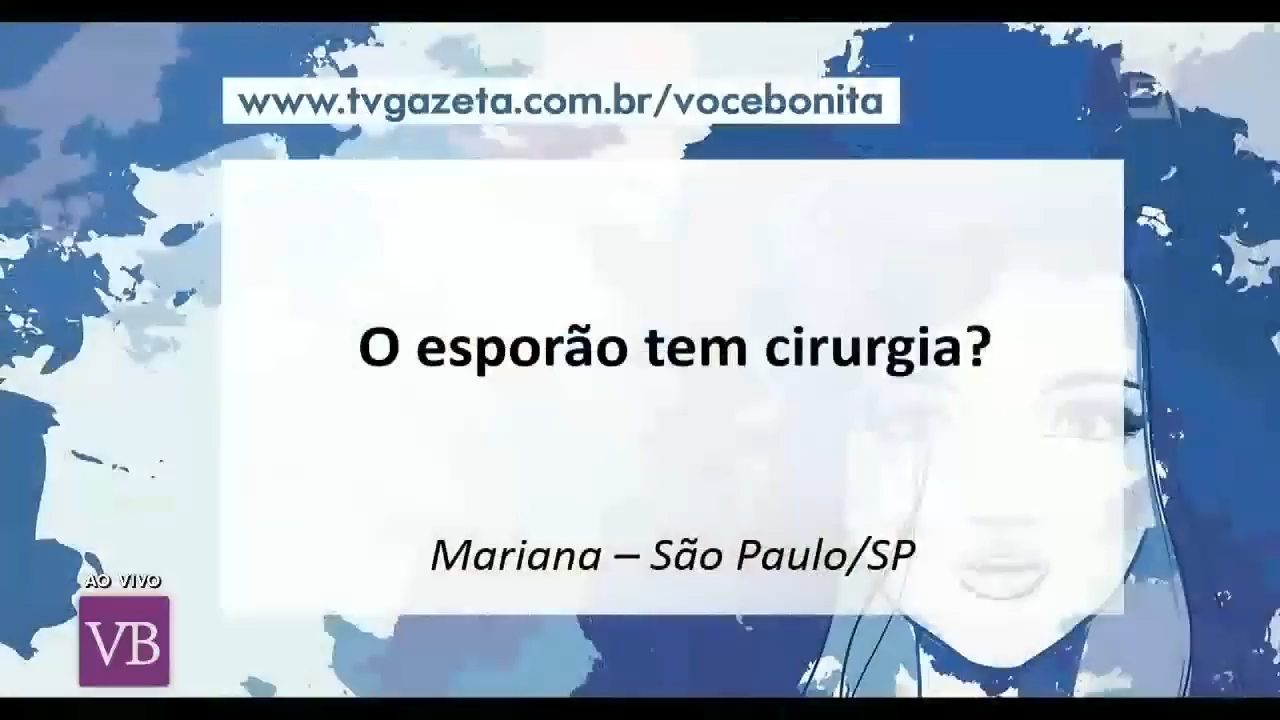 www.tvgazeta.com.br/vocebonita
O esporão tem cirurgia?
Mariana – São Paulo/SP
AO VIVO
VB